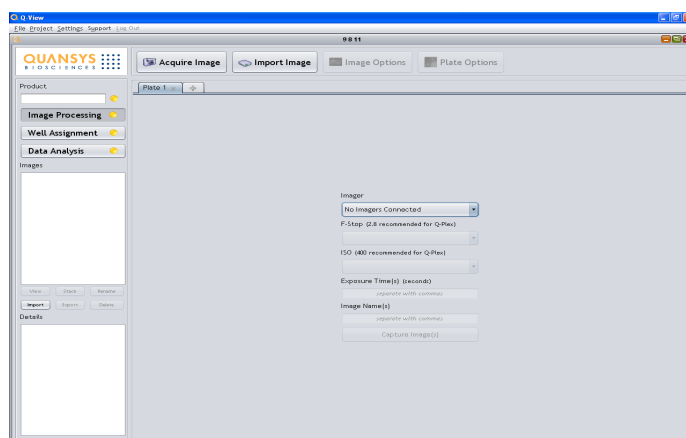 Q-View
File Project Settings Support Log Out
9811
QUANSYS
BIOSCIENCES
Acquire Image
Import Image
Image Options
Plate Options
Product
Plate 1
Image Processing
Well Assignment
Data Analysis
Images
Imager
No Imagers Connected
F-Stop (2.8 recommended for Q-Plex)
ISO (400 recommended for Q-Plex)
Exposure Time(s) (seconds)
separate with commas
Image Name(s)
separate with commas
Capture Image(s)
View Stack Rename
Import Export Delete
Details